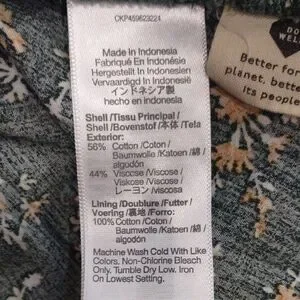 CKP459623224
Made In Indonesia
Fabriqué En Indonésie
Hergestellt In Indonesien
Vervaardigd In Indonesië
インドネシア製
hecho en indonesia
Shell /Tissu Principal /
Shell /Bovenstof /本体 /Tela
Exterior:
56% Cotton /Coton /
Baumwolle /Katoen /綿 /
algodón
44% Viscose /Viscose /
Viskose /Viscose /
レーヨン /viscosa
Lining /Doublure /Futter /
Voering /裏地 /Forro:
100% Cotton /Coton /
Baumwolle /Katoen /綿 /
algodón
Machine Wash Cold With Like
Colors. Non-Chlorine Bleach
Only. Tumble Dry Low. Iron
On Lowest Setting.
DO
WEL
Better for
planet, better
its people